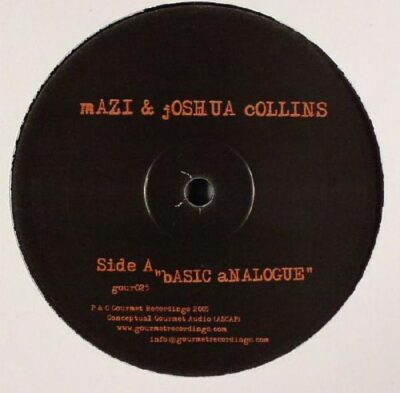 mAZI & jOSHUA cOLLINS
Side A
"bASIC aNALOGUE"
gour025
P & C Gourmet Recordings 2005
Conceptual Gourmet Audio (ASCAP)
www.gourmetrecordings.com
info@gourmetrecordings.com